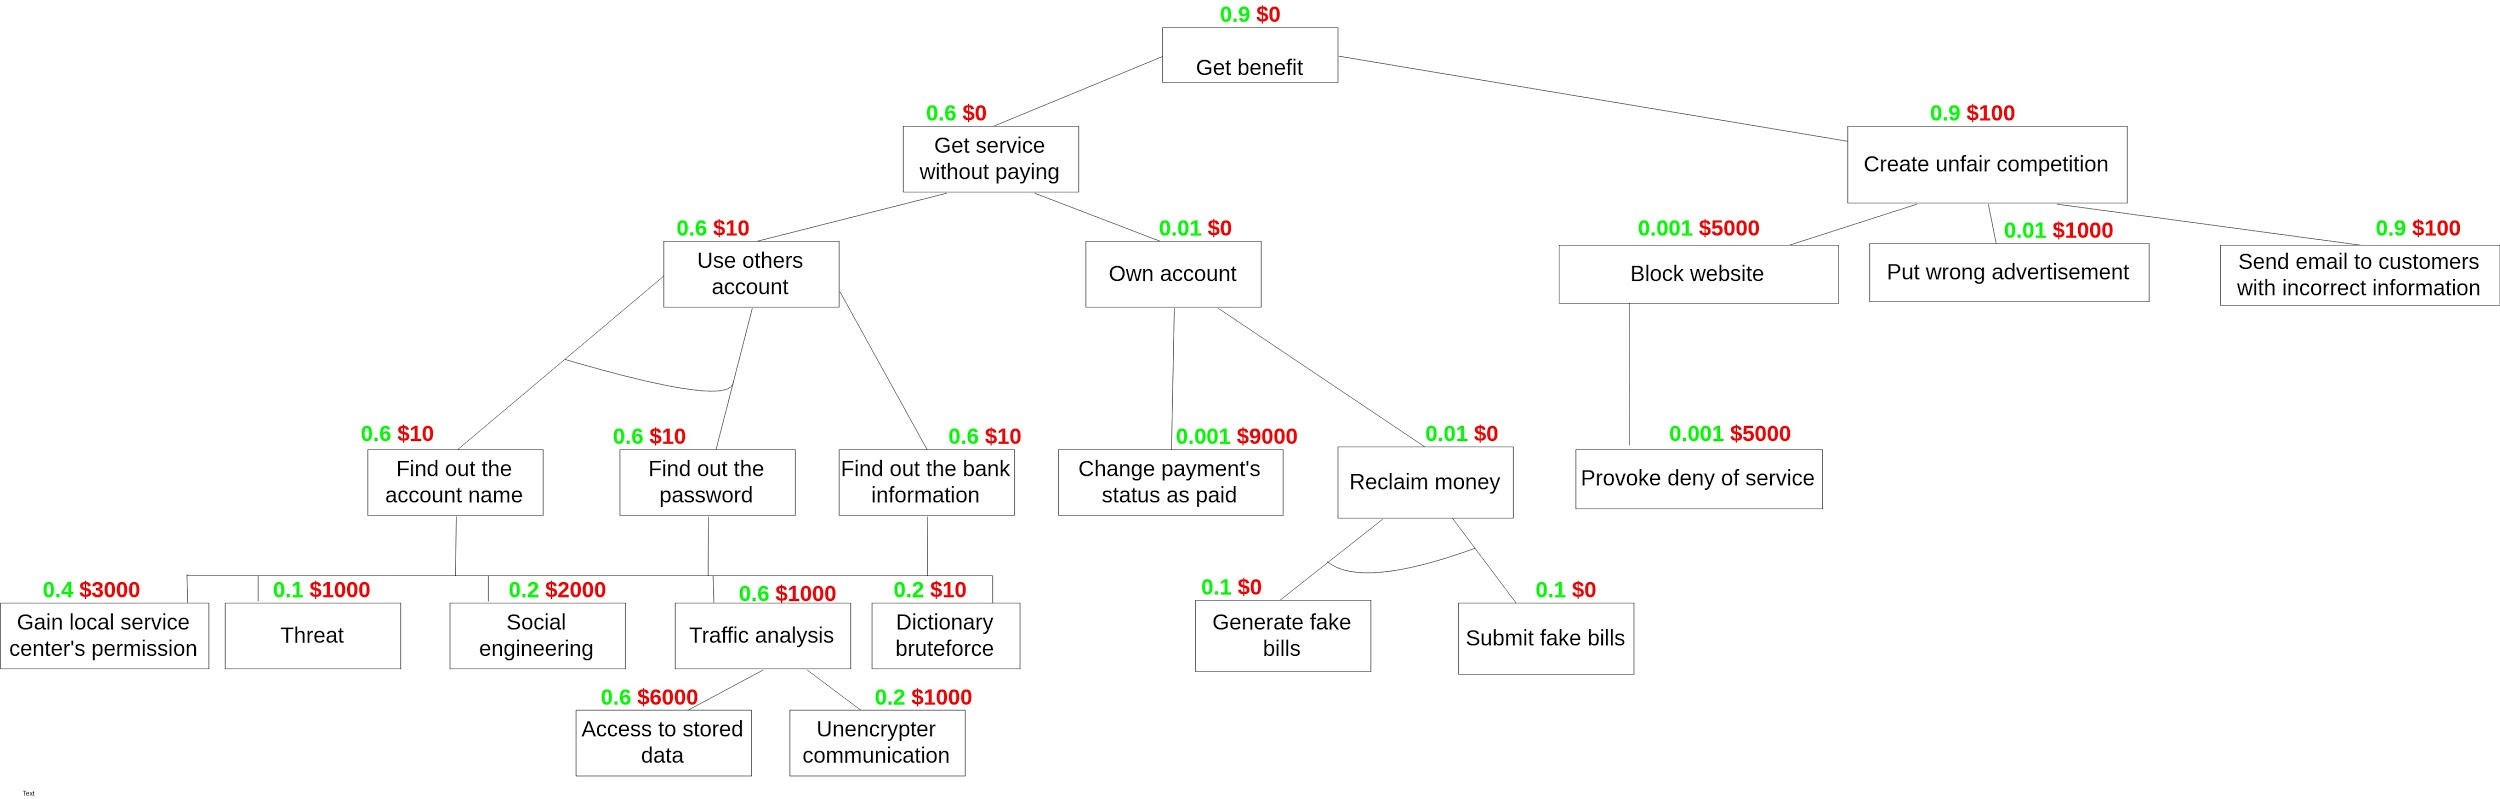 0.9 $0
Get benefit
0.6 $0
Get service
without paying
0.9 $100
Create unfair competition
0.6 $10
Use others
account
0.01 $0
Own account
0.001 $5000
Block website
0.01 $1000
Put wrong advertisement
0.9 $100
Send email to customers
with incorrect information
0.6 $10
Find out the
account name
0.6 $10
Find out the
password
0.6 $10
Find out the bank
information
0.001 $9000
Change payment's
status as paid
0.01 $0
Reclaim money
0.001 $5000
Provoke deny of service
0.4 $3000
Gain local service
center's permission
0.1 $1000
Threat
0.2 $2000
Social
engineering
0.6 $1000
Traffic analysis
0.2 $10
Dictionary
bruteforce
0.1 $0
Generate fake
bills
0.1 $0
Submit fake bills
0.6 $6000
Access to stored
data
0.2 $1000
Unencrypter
communication
Text